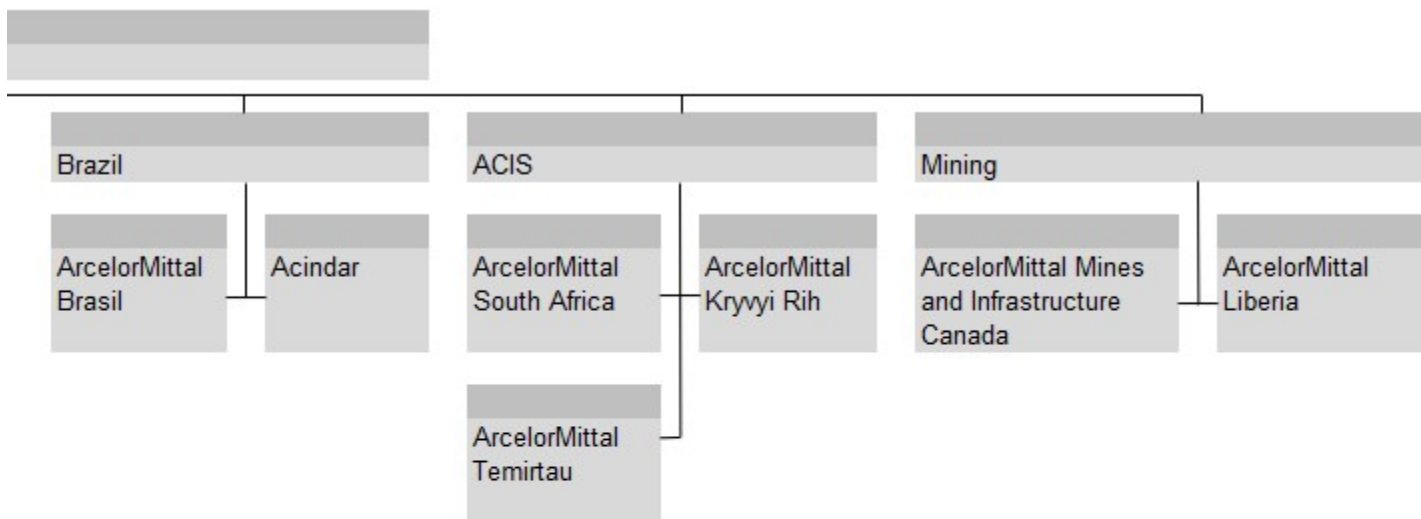 Brazil
ACIS
Mining
ArcelorMittal
Brasil
Acindar
ArcelorMittal
South Africa
ArcelorMittal
Kryvyi Rih
ArcelorMittal Mines
and Infrastructure
Canada
ArcelorMittal
Liberia
ArcelorMittal
Temirtau